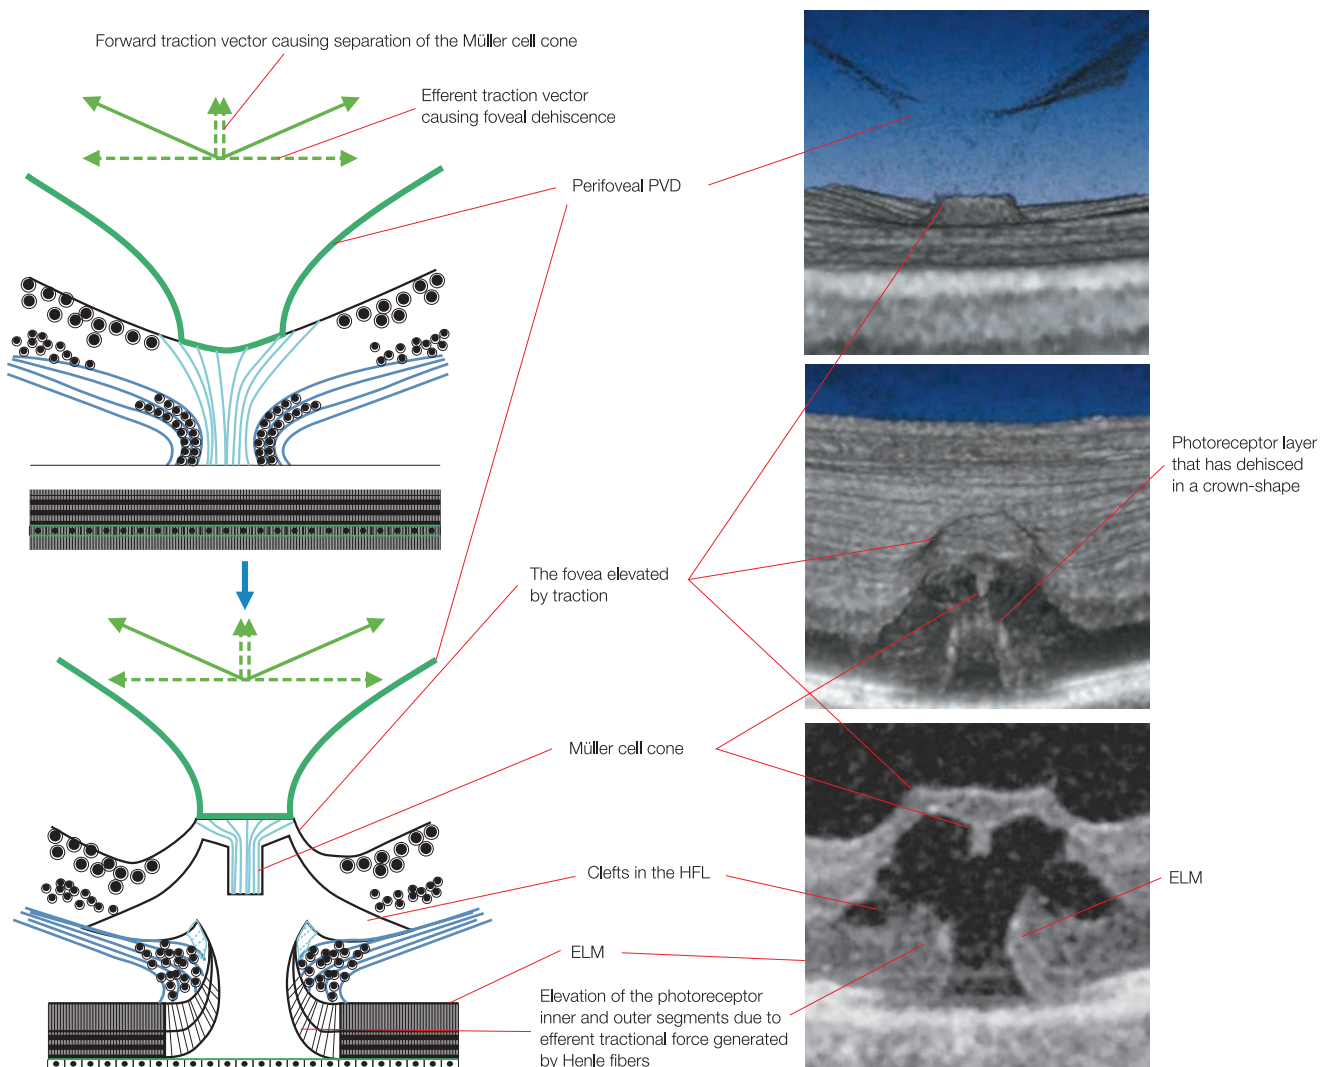 Forward traction vector causing separation of the Müller cell cone
Efferent traction vector
causing foveal dehiscence
Perifoveal PVD
Photoreceptor layer
that has dehisced
in a crown-shape
The fovea elevated
by traction
Müller cell cone
Clefts in the HFL
ELM
ELM
Elevation of the photoreceptor
inner and outer segments due to
efferent tractional force generated
by Henle fibers